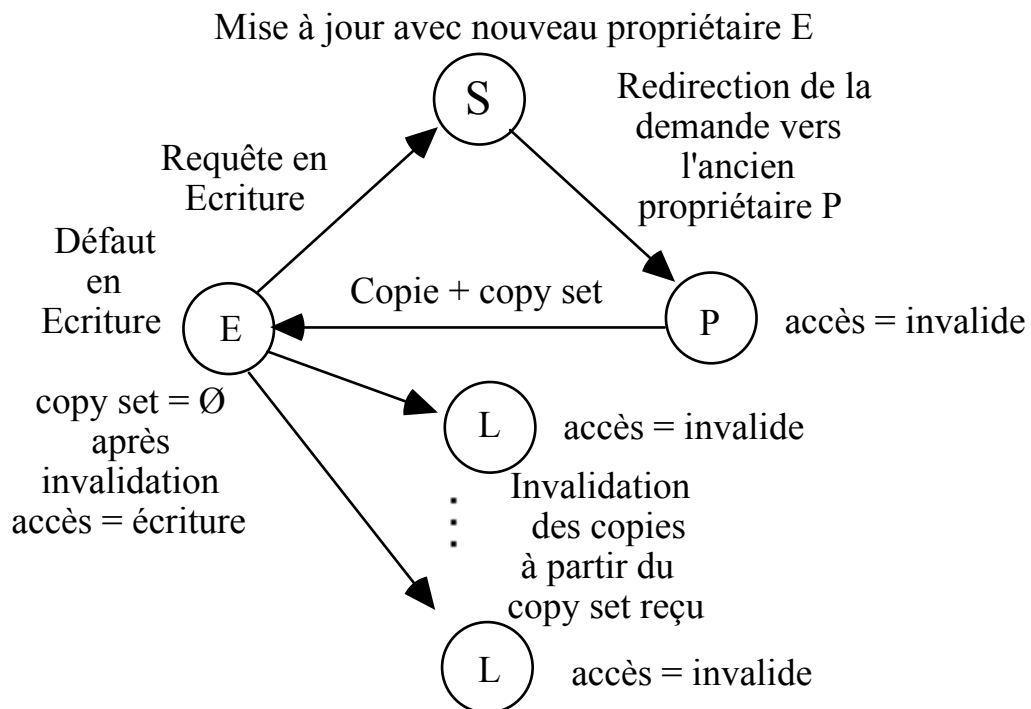 Mise à jour avec nouveau propriétaire E
S
Redirection de la
demande vers
l'ancien
propriétaire P
Requête en
Ecriture
Défaut
en
Ecriture
E
Copie + copy set
P
accès = invalide
copy set = Ø
après
invalidation
accès = écriture
L
accès = invalide
Invalidation
des copies
à partir du
copy set reçu
L
accès = invalide